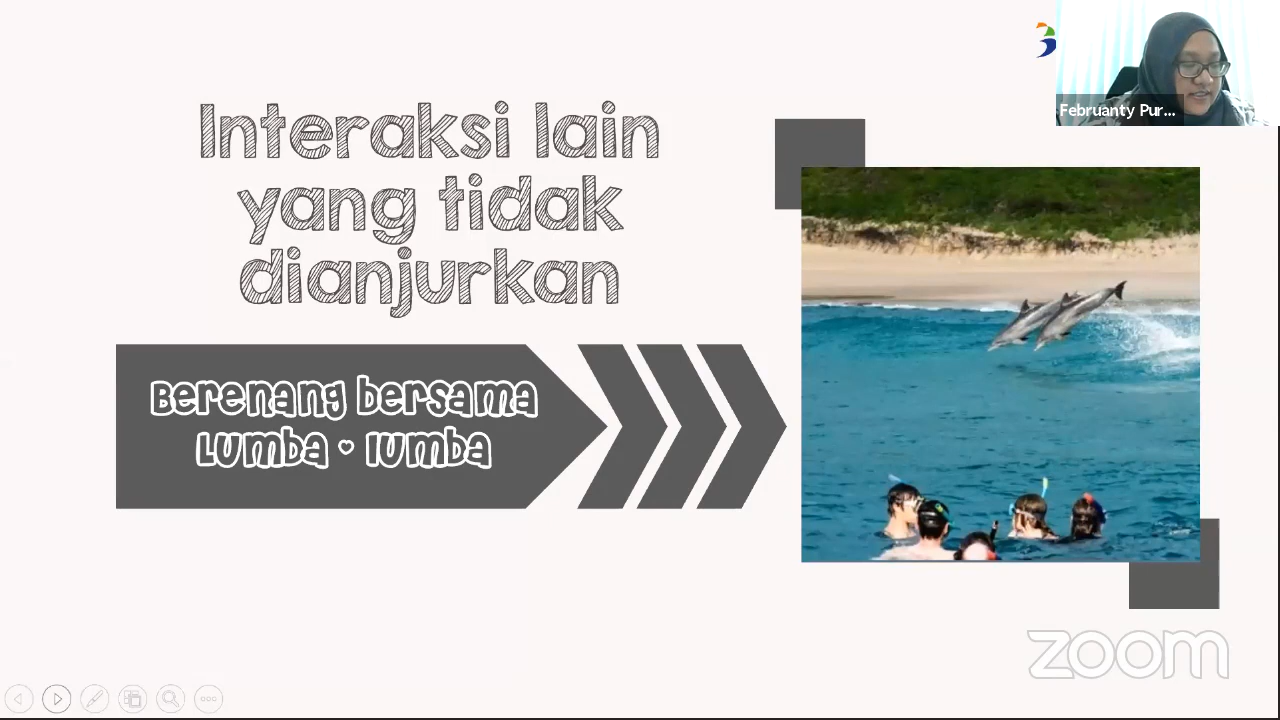 Interaksi lain
yang tidak
dianjurkan
Berenang bersama
Lumba - lumba
Februanty Pur...
zoom